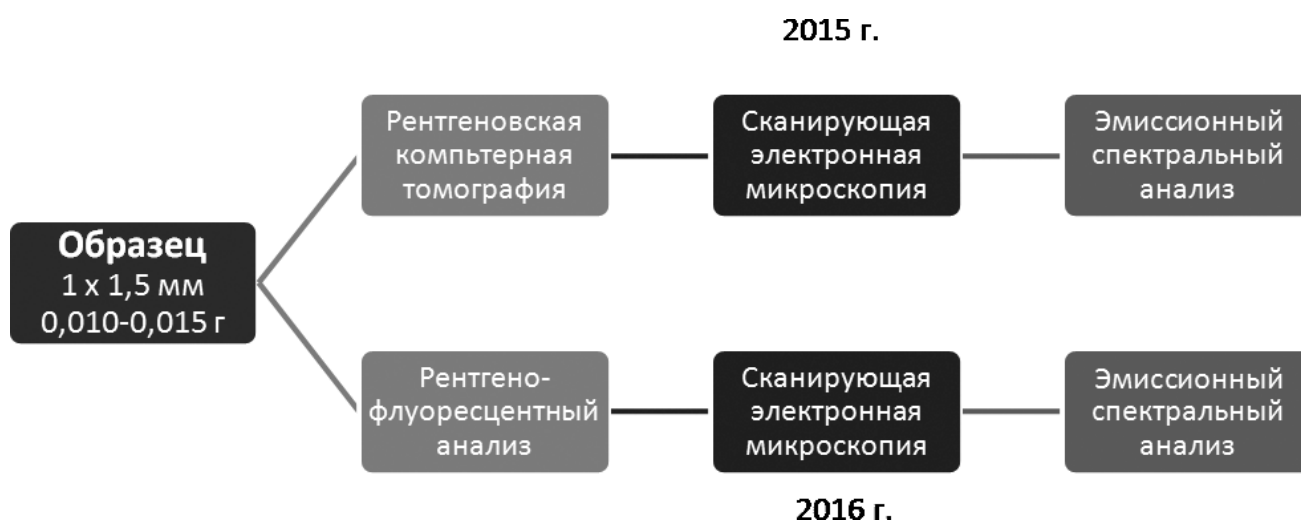 2015 г.
Рентгеновская
компьтерная
томография
Сканирующая
электронная
микроскопия
Эмиссионный
спектральный
анализ
Образец
1 x 1,5 мм
0,010-0,015 г
Рентгено-
флуоресцентный
анализ
Сканирующая
электронная
микроскопия
Эмиссионный
спектральный
анализ
2016 г.